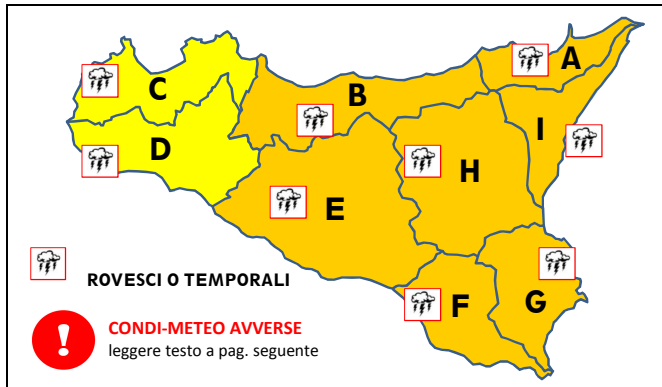 A
C
B
I
D
H
E
ROVESCI O TEMPORALI
F
G
!
CONDI-METEO AVVERSE
leggere testo a pag. seguente